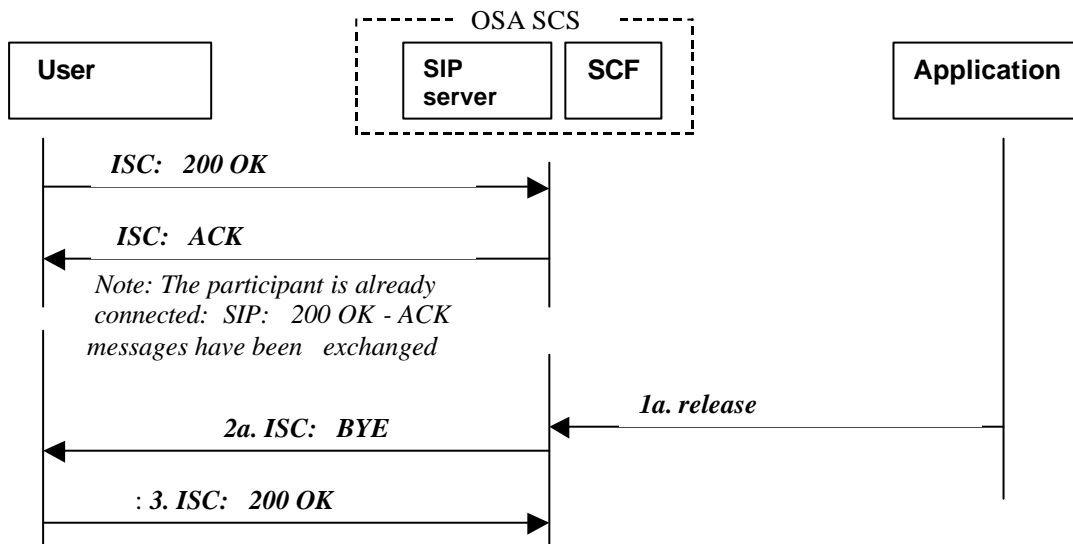 OSA SCS
User
SIP
server
SCF
Application
ISC: 200 OK
ISC: ACK
Note: The participant is already
connected: SIP: 200 OK - ACK
messages have been exchanged
1a. release
2a. ISC: BYE
: 3. ISC: 200 OK